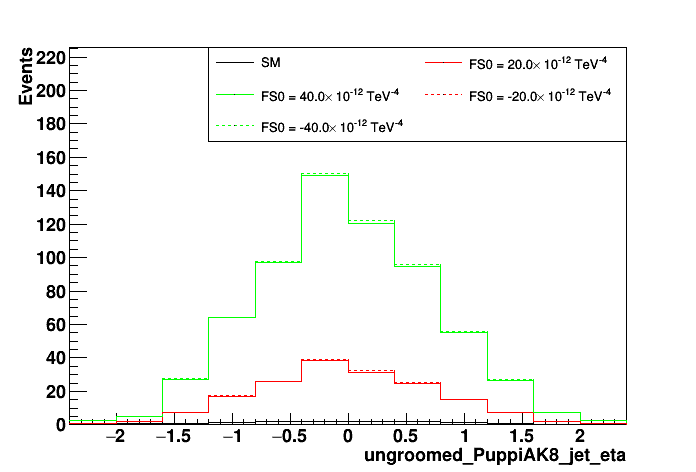 Events
220
200
180
160
140
120
100
80
60
40
20
0
SM
FS0 = 20.0× 10⁻¹² TeV⁻⁴
FS0 = 40.0× 10⁻¹² TeV⁻⁴
FS0 = -20.0× 10⁻¹² TeV⁻⁴
FS0 = -40.0× 10⁻¹² TeV⁻⁴
−2 −1.5 −1 −0.5 0 0.5 1 1.5 2
ungroomed_PuppiAK8_jet_eta